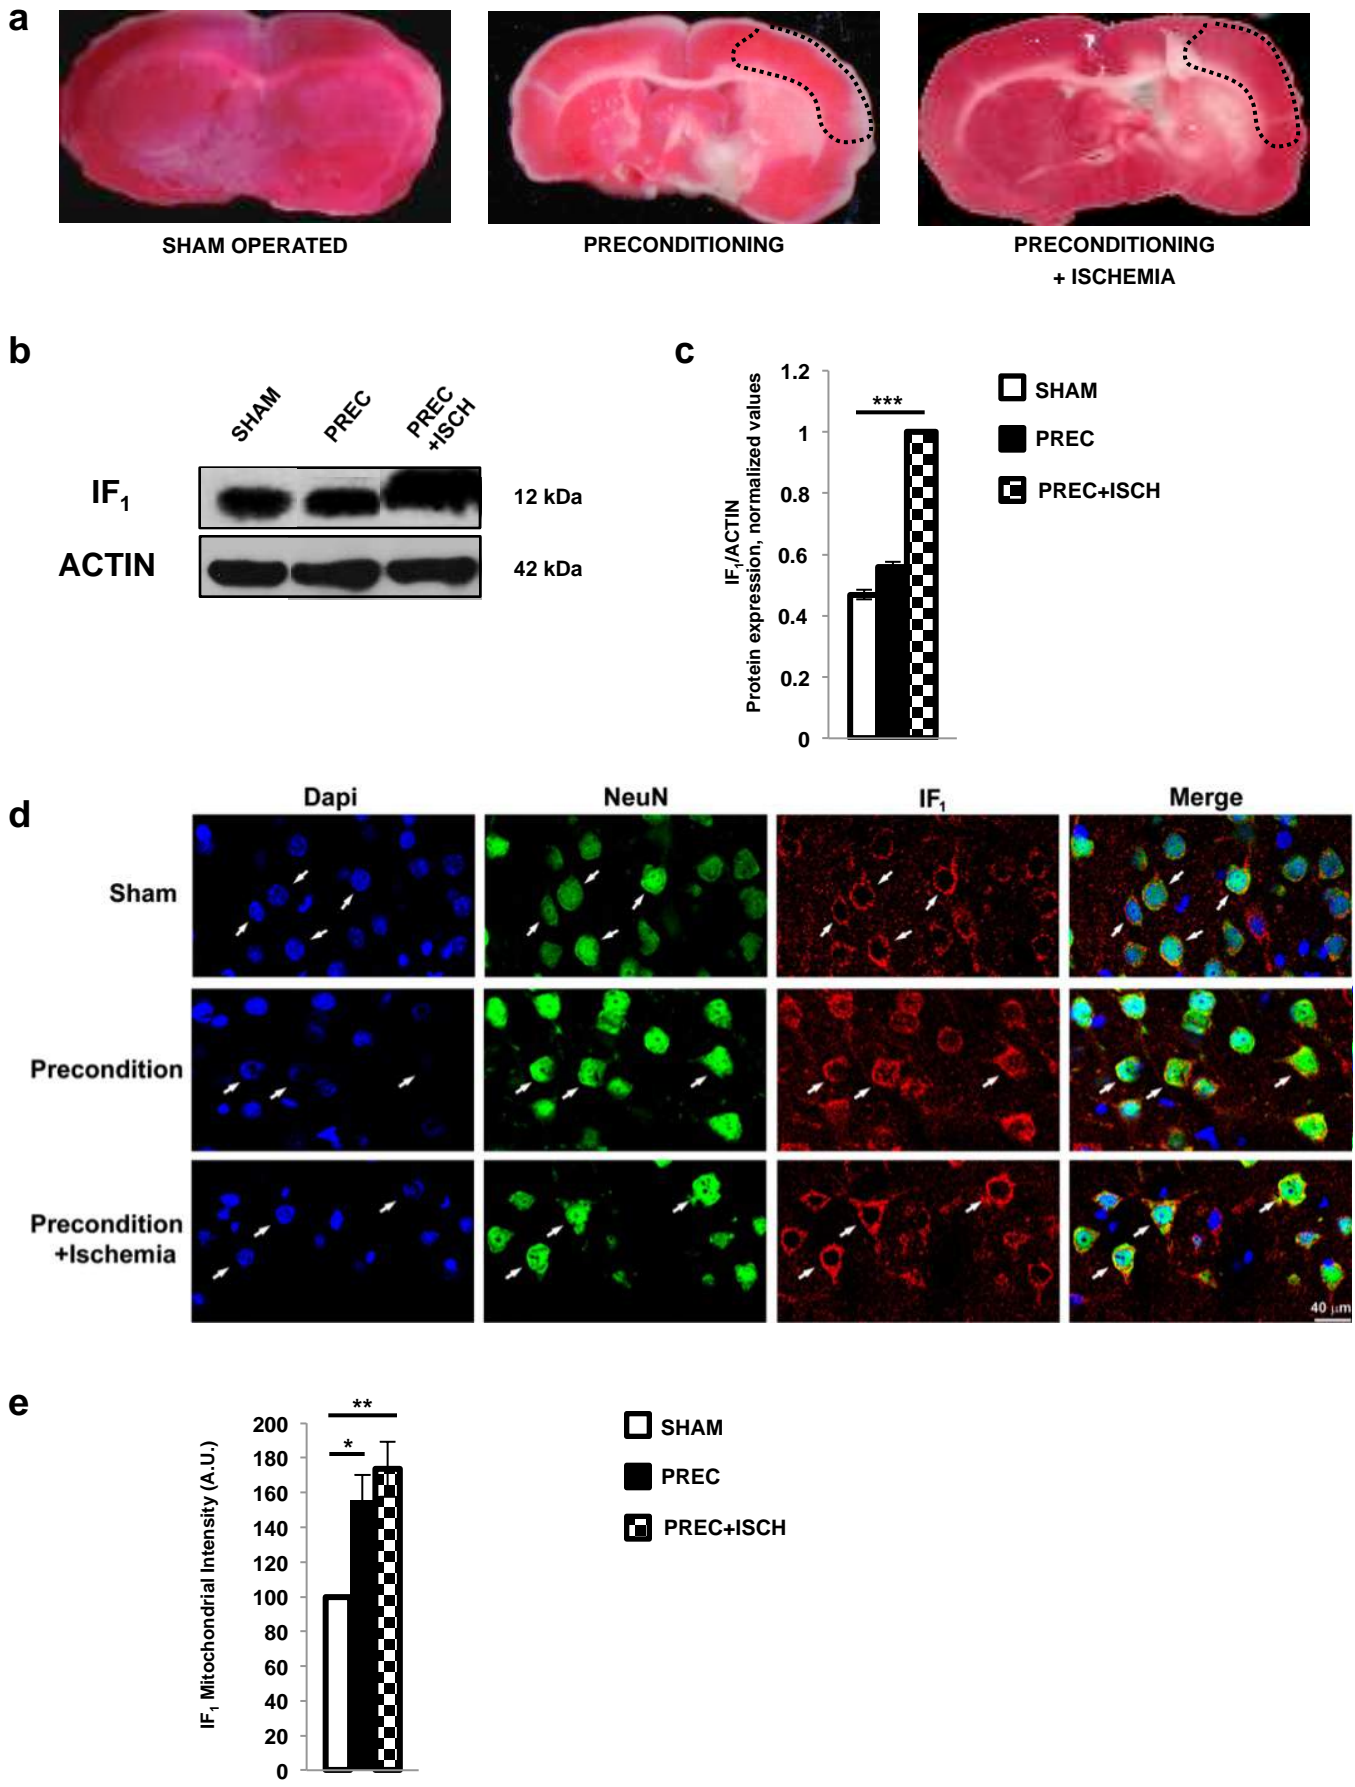 a
SHAM OPERATED
PRECONDITIONING
PRECONDITIONING
+ ISCHEMIA
b
SHAM
PREC
PREC
+ISCH
IF1
12 kDa
ACTIN
42 kDa
c
IF1/ACTIN
Protein expression, normalized values
1.2
1
0.8
0.6
0.4
0.2
0
***
SHAM
PREC
PREC+ISCH
d
Dapi
NeuN
IF1
Merge
Sham
Precondition
Precondition
+Ischemia
40 μm
e
IF1 Mitochondrial Intensity (A.U.)
200
180
160
140
120
100
80
60
40
20
0
**
*
SHAM
PREC
PREC+ISCH